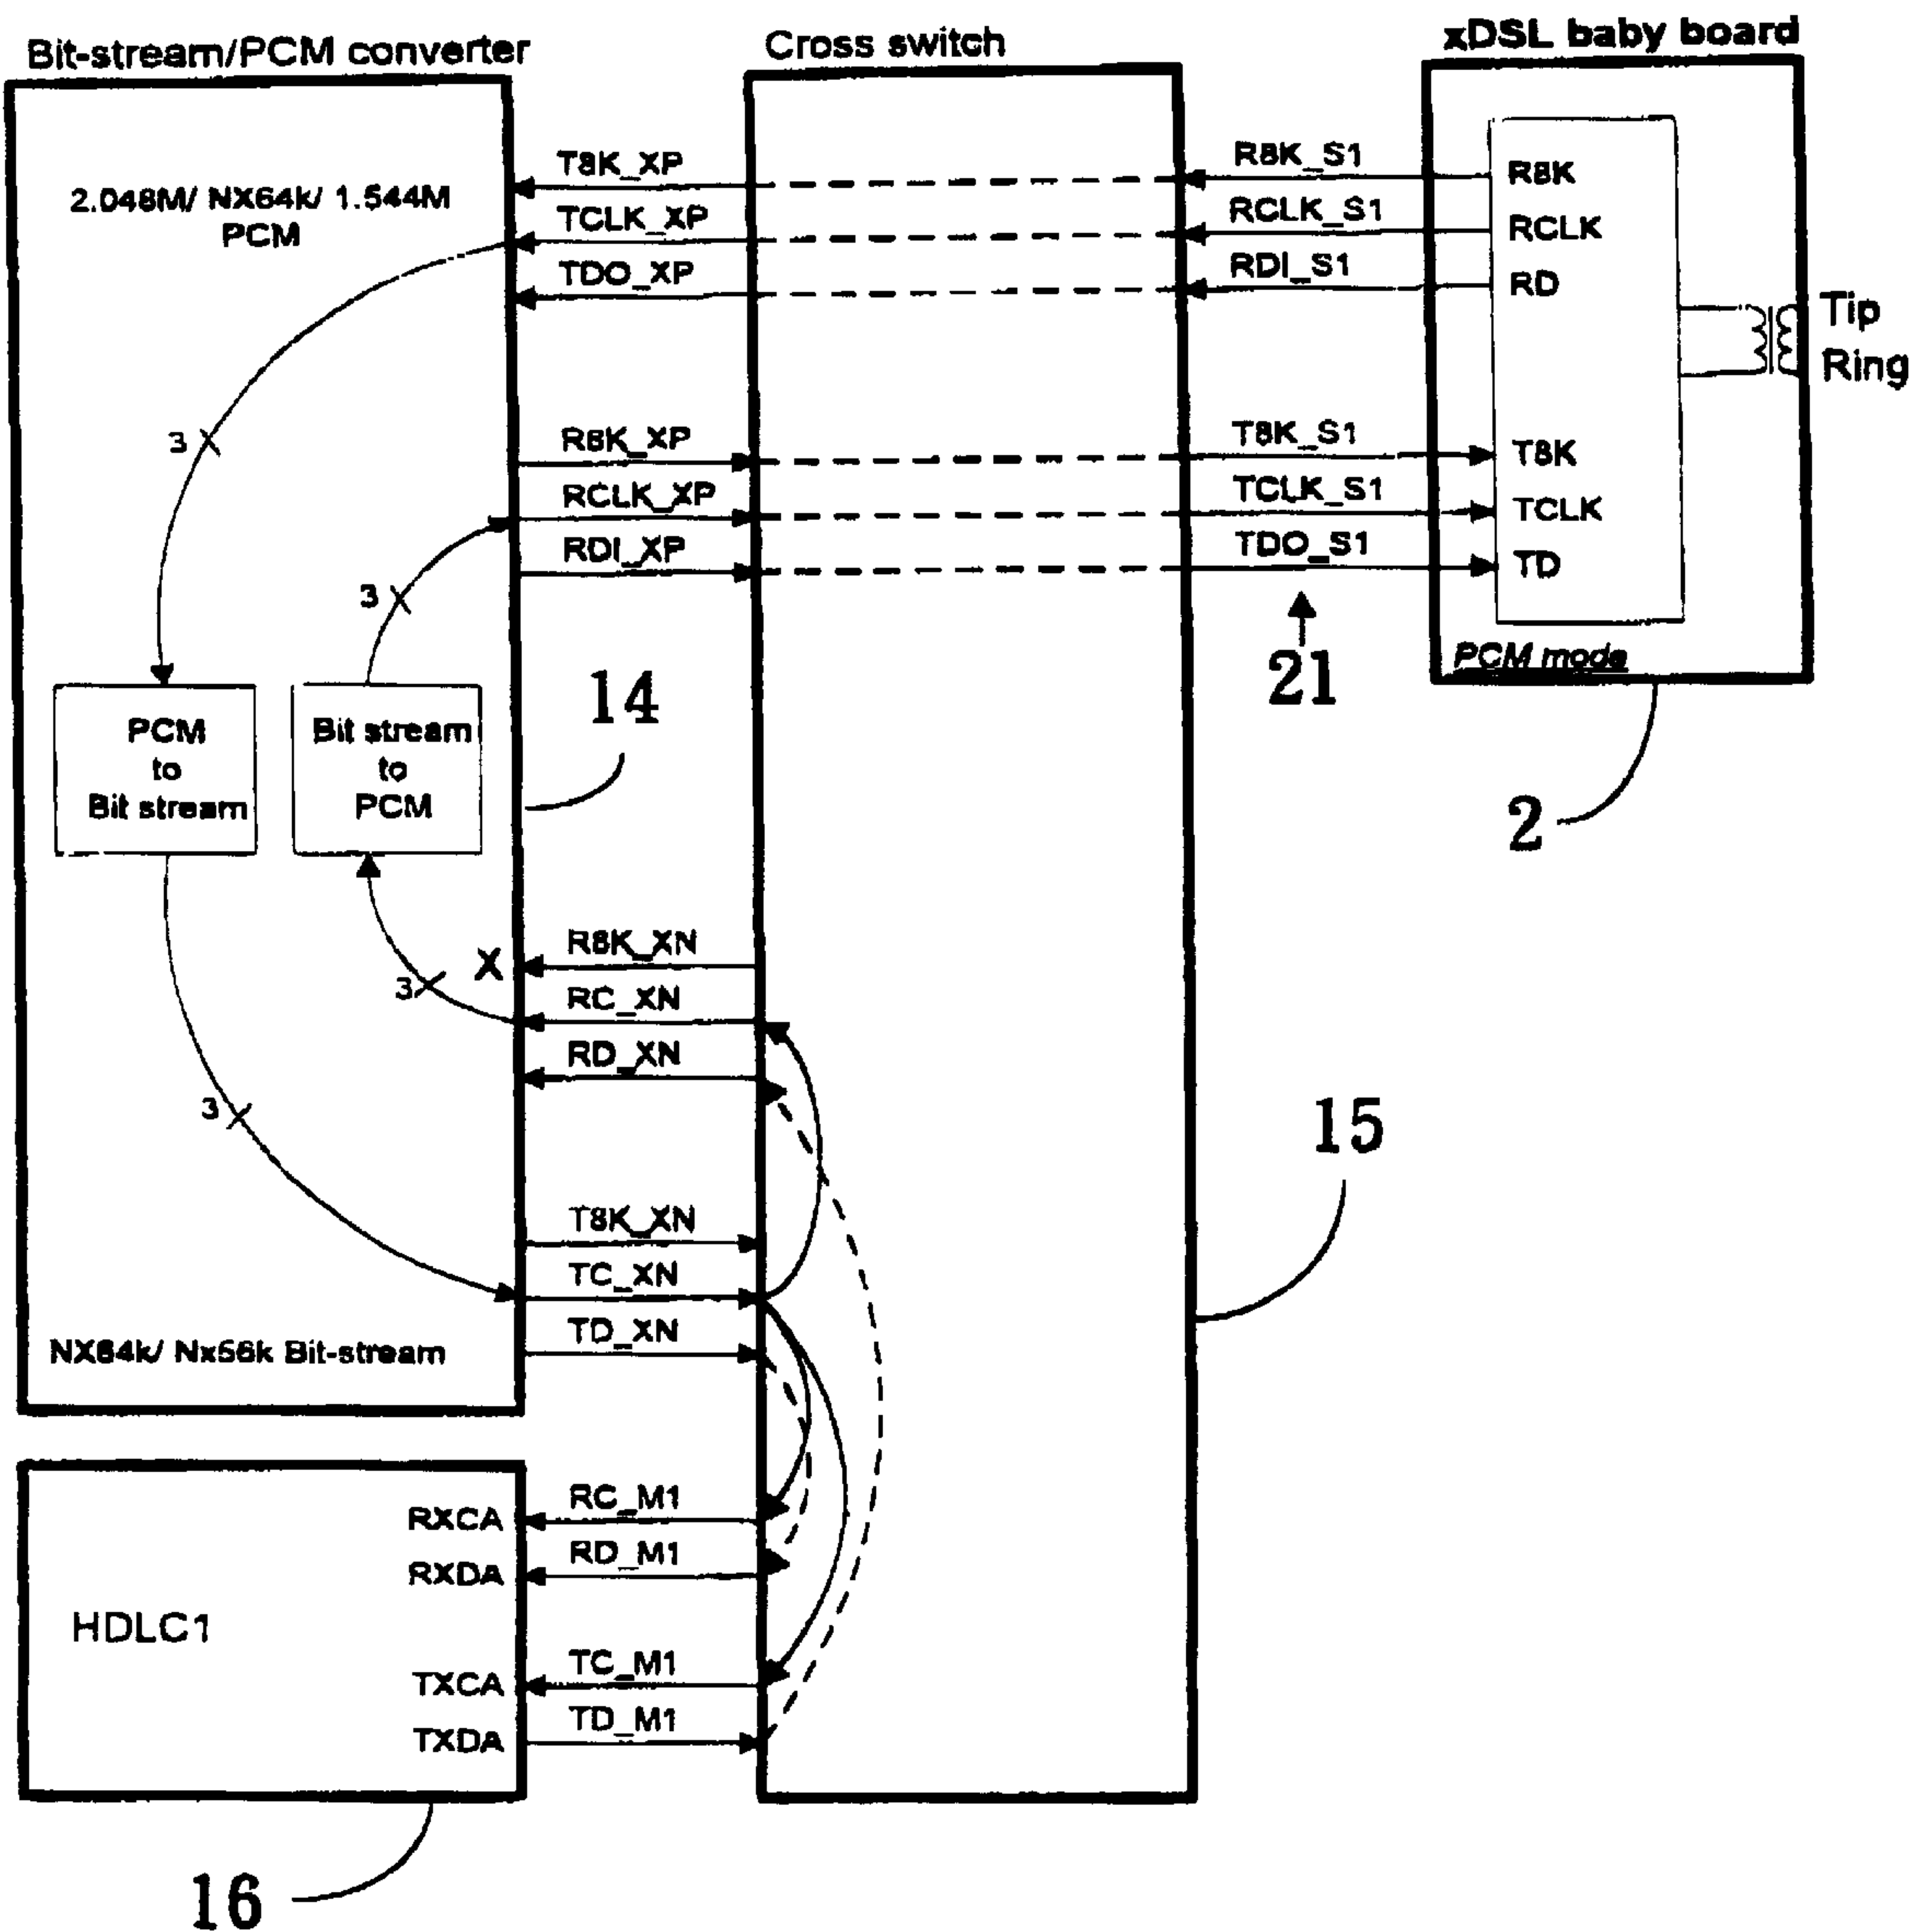 Bit-stream/PCM converter
Cross switch
xDSL baby board
2.048M/ NX64k/ 1.544M
PCM
T8K_XP
TCLK_XP
TDO_XP
R8K_S1
RCLK_S1
RDI_S1
R8K
RCLK
RD
Tip
Ring
3
R8K_XP
RCLK_XP
RDI_XP
T8K_S1
TCLK_S1
TDO_S1
T8K
TCLK
TD
3
21
PCM mode
PCM
to
Bit stream
Bit stream
to
PCM
14
2
X
3
R8K_XN
RC_XN
RD_XN
3
15
T8K_XN
TC_XN
TD_XN
NX64k/ Nx56k Bit-stream
RXCA
RXDA
HDLC1
TXCA
TXDA
RC_M1
RD_M1
TC_M1
TD_M1
16